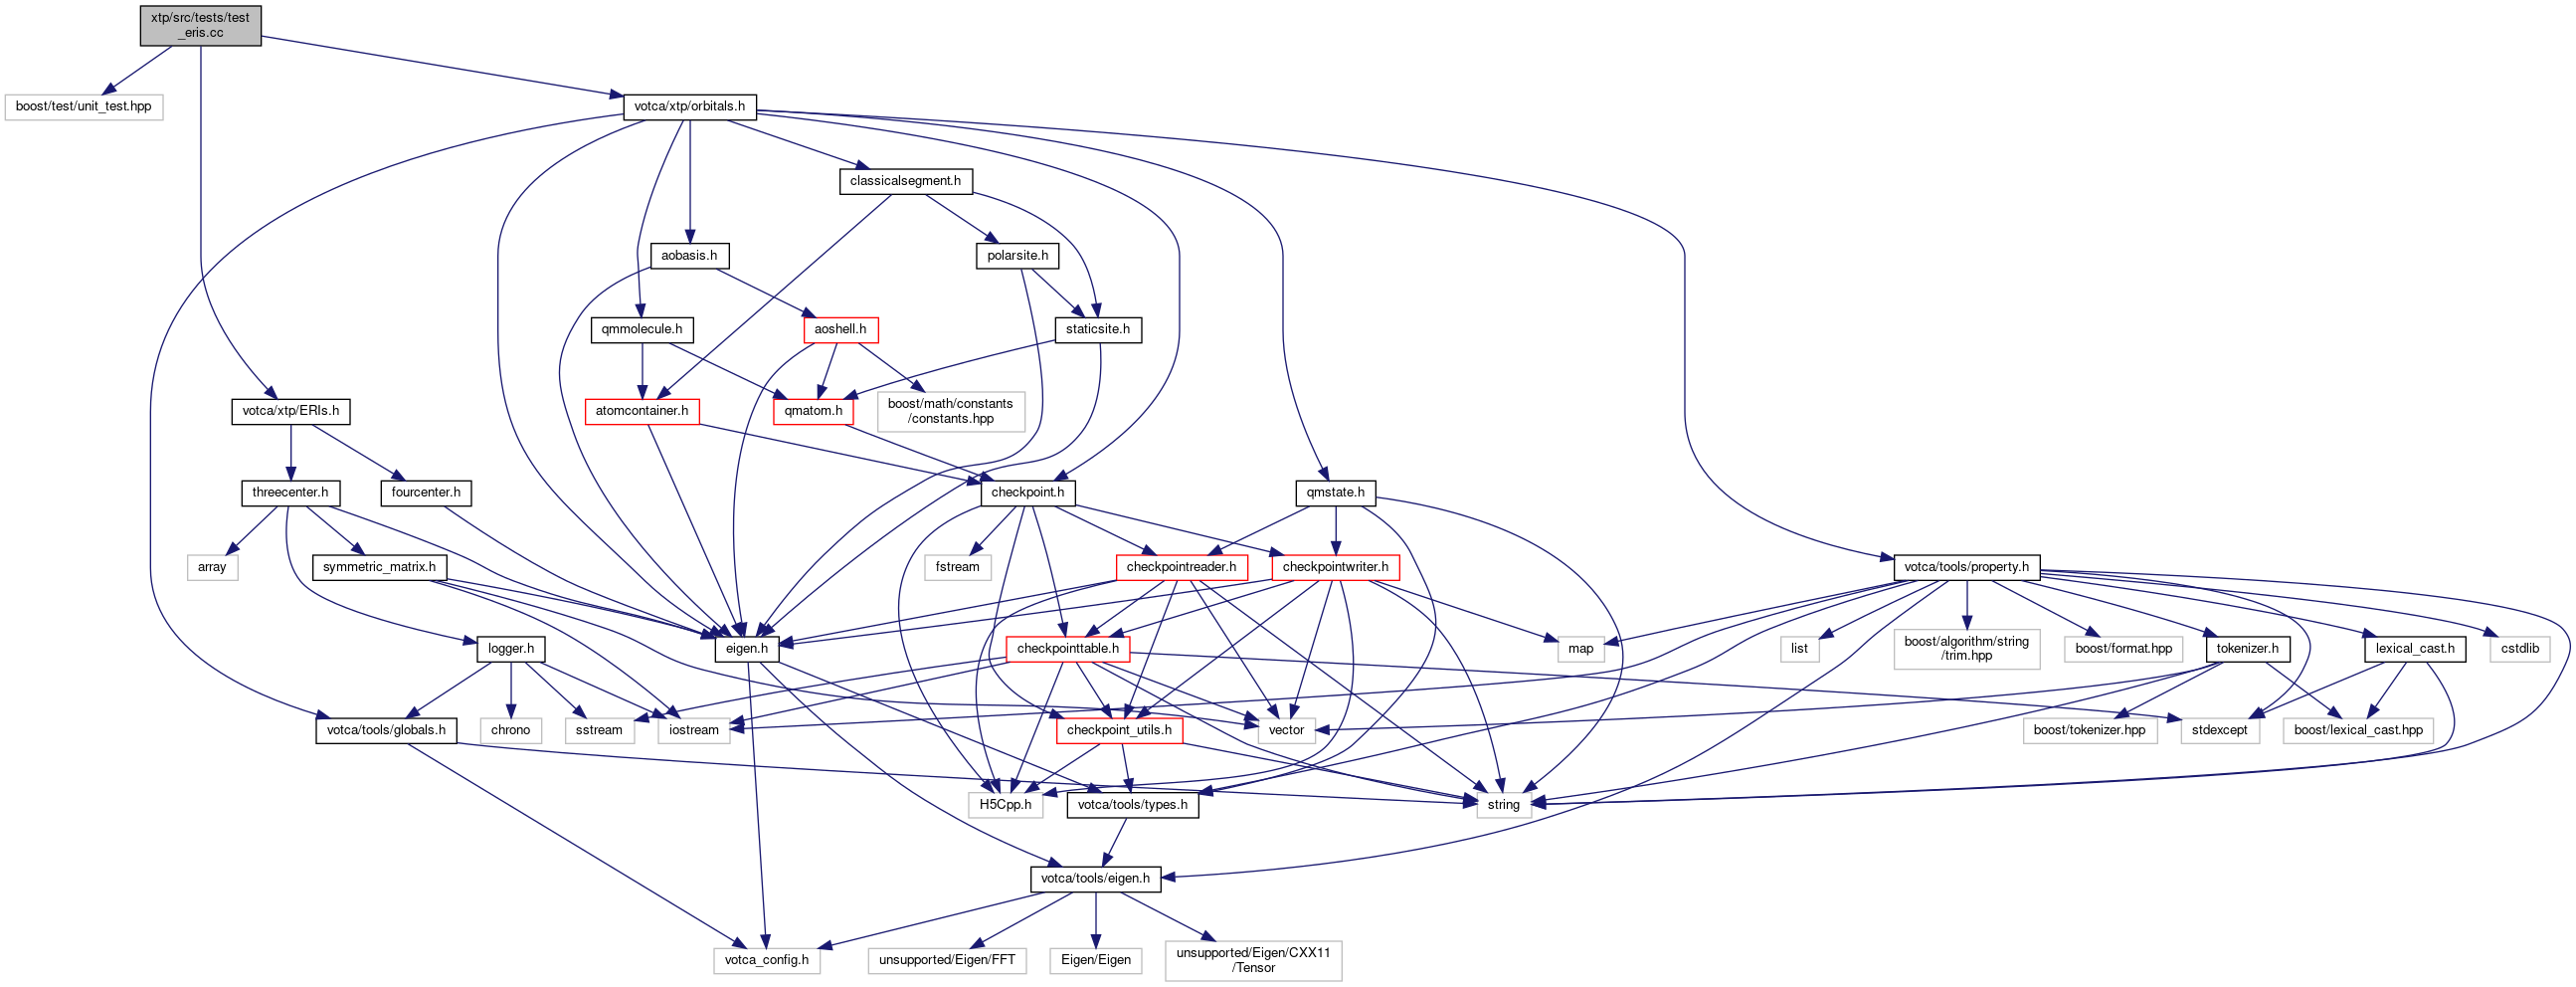 xtp/src/tests/test
_eris.cc
boost/test/unit_test.hpp
votca/xtp/orbitals.h
classicalsegment.h
aobasis.h
polarsite.h
qmmolecule.h
aoshell.h
staticsite.h
votca/xtp/ERIs.h
atomcontainer.h
qmatom.h
boost/math/constants
/constants.hpp
threecenter.h
fourcenter.h
checkpoint.h
qmstate.h
array
symmetric_matrix.h
fstream
checkpointreader.h
checkpointwriter.h
votca/tools/property.h
logger.h
eigen.h
checkpointtable.h
map
list
boost/algorithm/string
/trim.hpp
boost/format.hpp
tokenizer.h
lexical_cast.h
cstdlib
votca/tools/globals.h
chrono
sstream
iostream
checkpoint_utils.h
vector
boost/tokenizer.hpp
stdexcept
boost/lexical_cast.hpp
H5Cpp.h
votca/tools/types.h
string
votca/tools/eigen.h
votca_config.h
unsupported/Eigen/FFT
Eigen/Eigen
unsupported/Eigen/CXX11
/Tensor